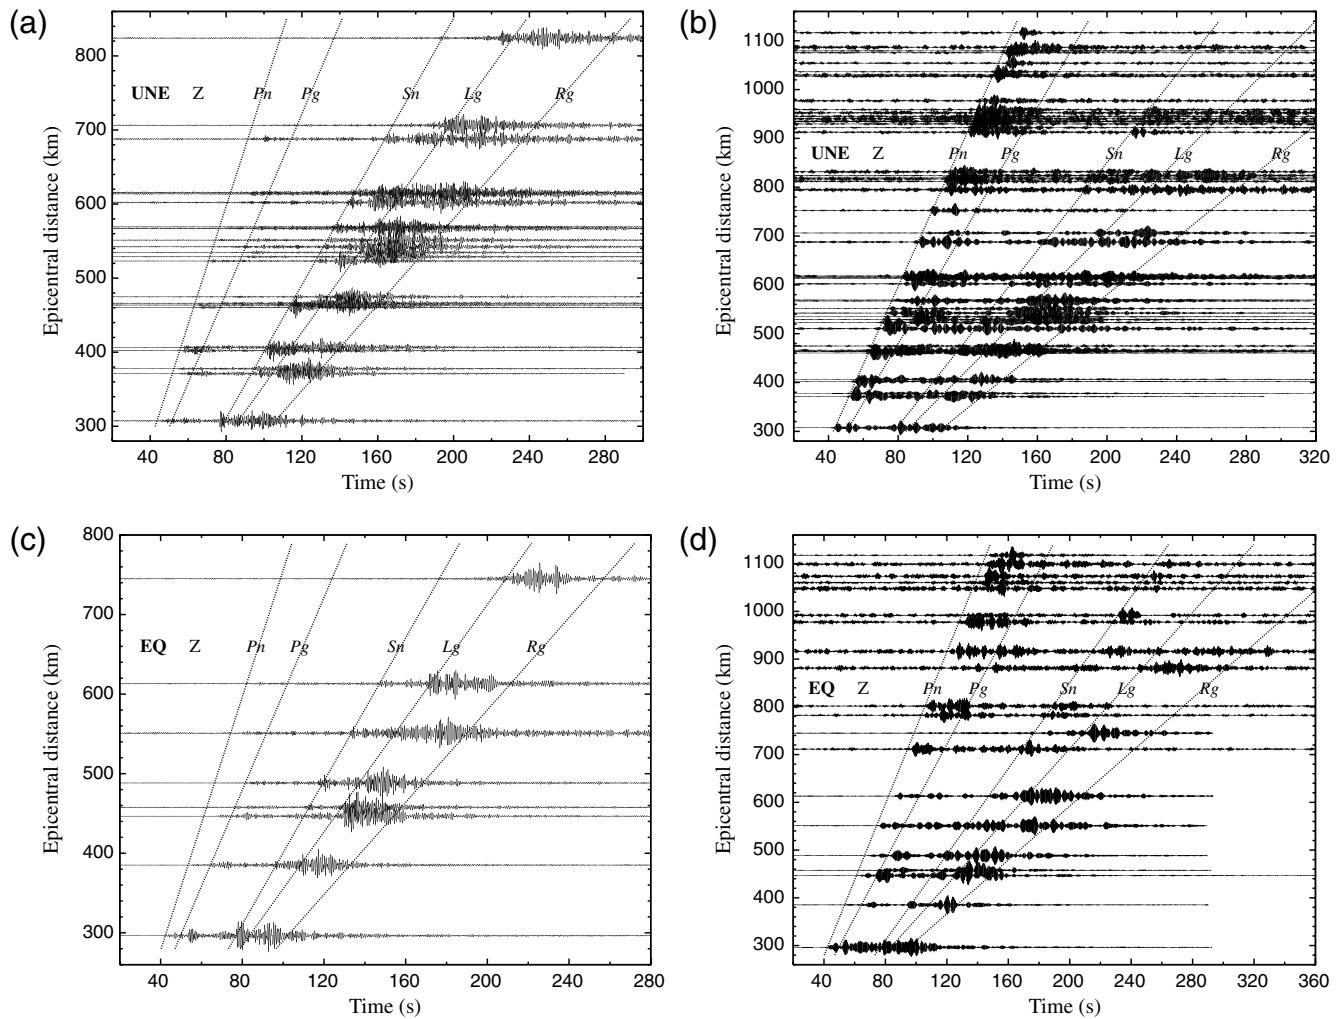 (a)
800
700
600
500
400
300
Epicentral distance (km)
UNE Z Pn Pg Sn Lg Rg
40 80 120 160 200 240 280
Time (s)
(b)
1100
1000
900
800
700
600
500
400
300
Epicentral distance (km)
UNE Z Pn Pg Sn Lg Rg
40 80 120 160 200 240 280 320
Time (s)
(c)
800
700
600
500
400
300
Epicentral distance (km)
EQ Z Pn Pg Sn Lg Rg
40 80 120 160 200 240 280
Time (s)
(d)
1100
1000
900
800
700
600
500
400
300
Epicentral distance (km)
EQ Z Pn Pg Sn Lg Rg
40 80 120 160 200 240 280 320 360
Time (s)